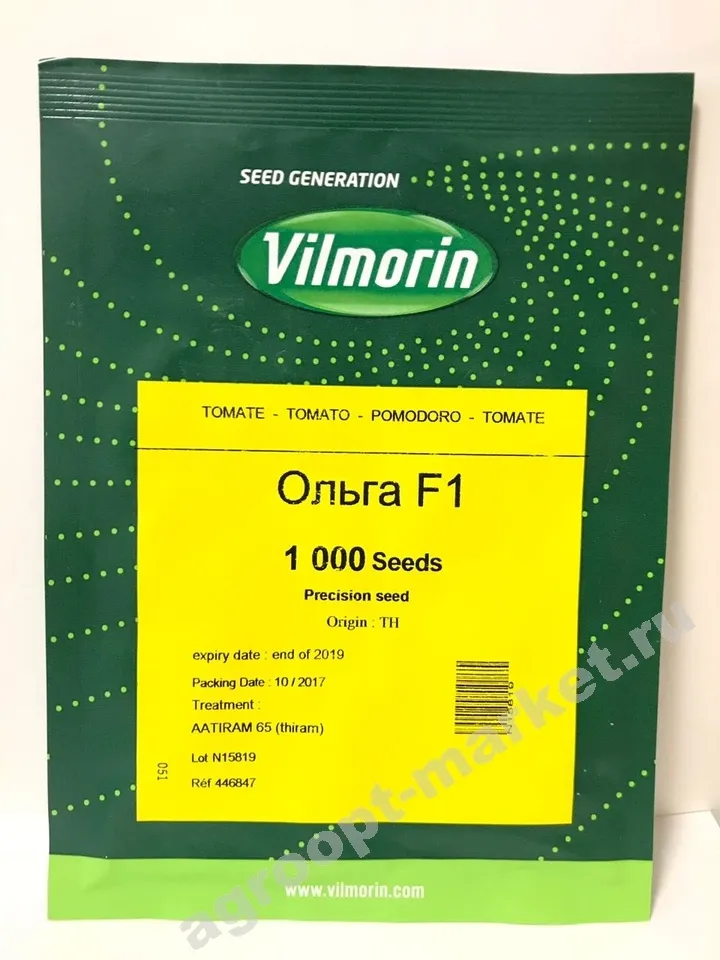 SEED GENERATION
Vilmorin
TOMATE - TOMATO - POMODORO - TOMATE
Ольга F1
1 000 Seeds
Precision seed
Origin : TH
expiry date : end of 2019
Packing Date : 10 / 2017
Treatment :
AATIRAM 65 (thiram)
Lot N15819
Réf 446847
051
www.vilmorin.com
agroopt-market.ru